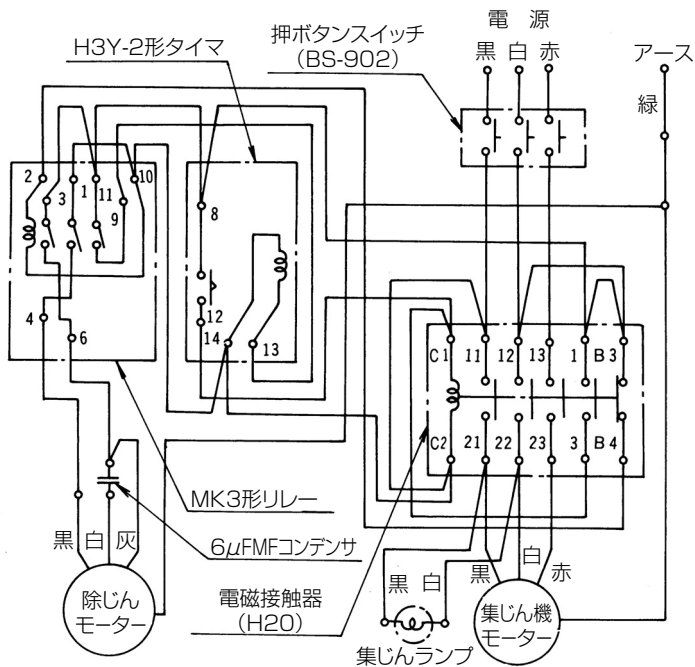 電 源
押ボタンスイッチ
(BS-902)
H3Y-2形タイマ
黒 白 赤
アース
緑
2
3
1
11
9
10
8
12
14
13
4
6
C1
11
12
13
1
B3
C2
21
22
23
3
B4
MK3形リレー
6μFMFコンデンサ
電磁接触器
(H20)
黒 白 灰
除じん
モーター
黒 白
集じんランプ
黒
白
赤
集じん機
モーター